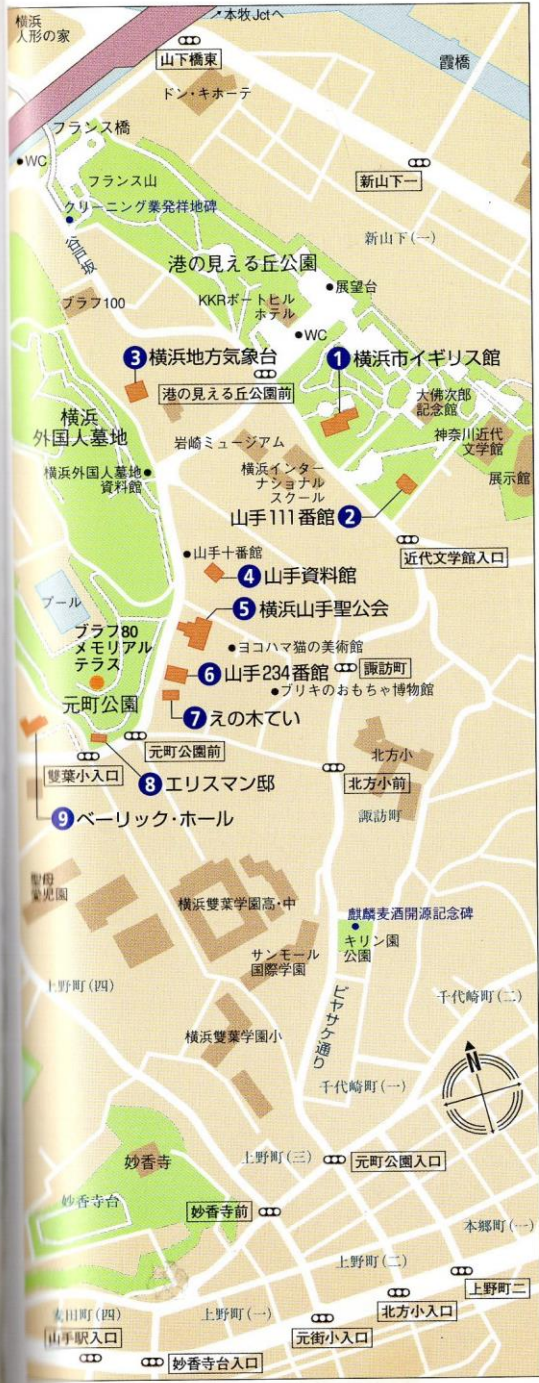 横浜
人形の家
↗本牧Jctへ
山下橋東
霞橋
ドン・キホーテ
フランス橋
WC
フランス山
新山下一
クリーニング業発祥地碑
谷戸坂
新山下(一)
港の見える丘公園
展望台
ブラフ100
KKRポートヒル
ホテル
WC
3 横浜地方気象台
1 横浜市イギリス館
港の見える丘公園前
大佛次郎
記念館
横浜
外国人墓地
岩崎ミュージアム
神奈川近代
文学館
横浜外国人墓地
資料館
横浜インター
ナショナル
スクール
展示館
山手111番館 2
近代文学館入口
山手十番館
4 山手資料館
プール
5 横浜山手聖公会
ブラフ80
メモリアル
テラス
ヨコハマ猫の美術館
6 山手234番館
諏訪町
ブリキのおもちゃ博物館
元町公園
7 えの木てい
元町公園前
北方小
雙葉小入口
8 エリスマン邸
北方小前
9 ベーリック・ホール
諏訪町
聖母
愛児園
横浜雙葉学園高・中
麒麟麦酒開源記念碑
キリン園
公園
サンモール
国際学園
上野町(四)
千代崎町(二)
ビヤザケ通り
横浜雙葉学園小
N
千代崎町(一)
妙香寺
上野町(三)
元町公園入口
妙香寺台
妙香寺前
本郷町(一)
上野町(二)
上野町二
麦田町(四)
上野町(一)
北方小入口
山手駅入口
元街小入口
妙香寺台入口